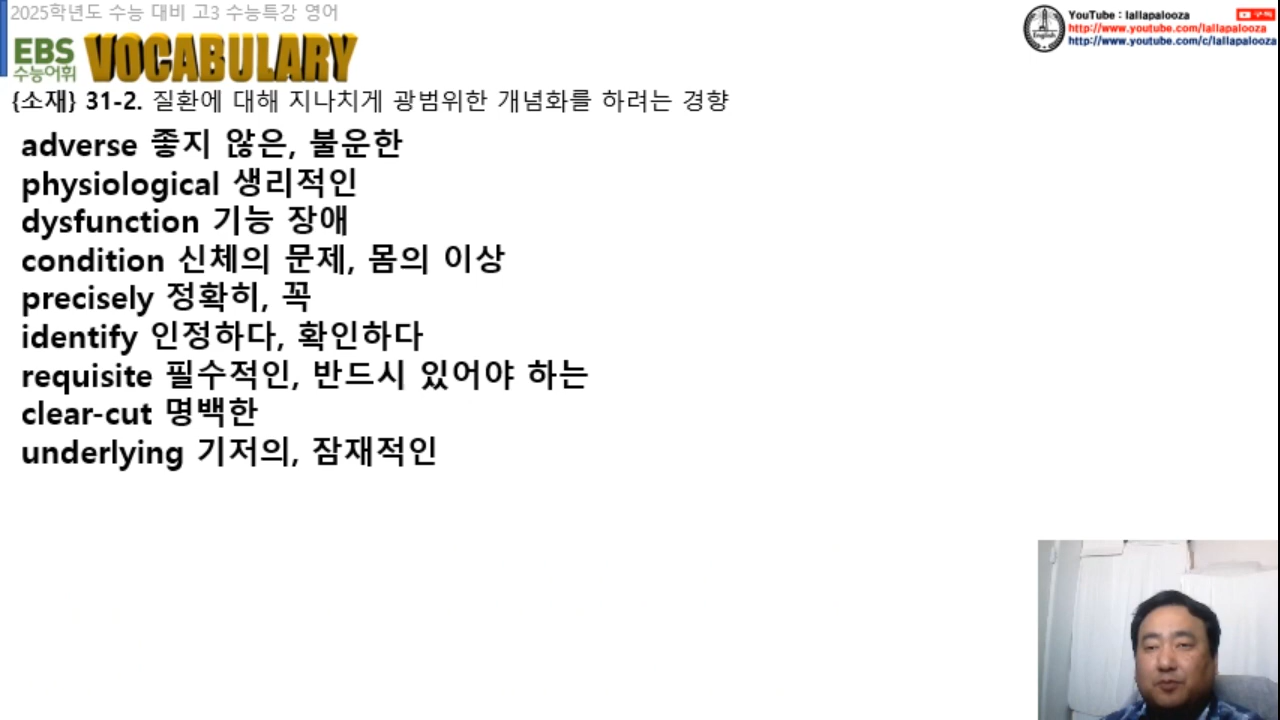 2025학년도 수능 대비 고3 수능특강 영어
EBS
수능어휘
VOCABULARY
YouTube : lallapalooza
구독
http://www.youtube.com/lallapalooza
http://www.youtube.com/c/lallapalooza
English
{소재} 31-2. 질환에 대해 지나치게 광범위한 개념화를 하려는 경향
adverse 좋지 않은, 불운한
physiological 생리적인
dysfunction 기능 장애
condition 신체의 문제, 몸의 이상
precisely 정확히, 꼭
identify 인정하다, 확인하다
requisite 필수적인, 반드시 있어야 하는
clear-cut 명백한
underlying 기저의, 잠재적인